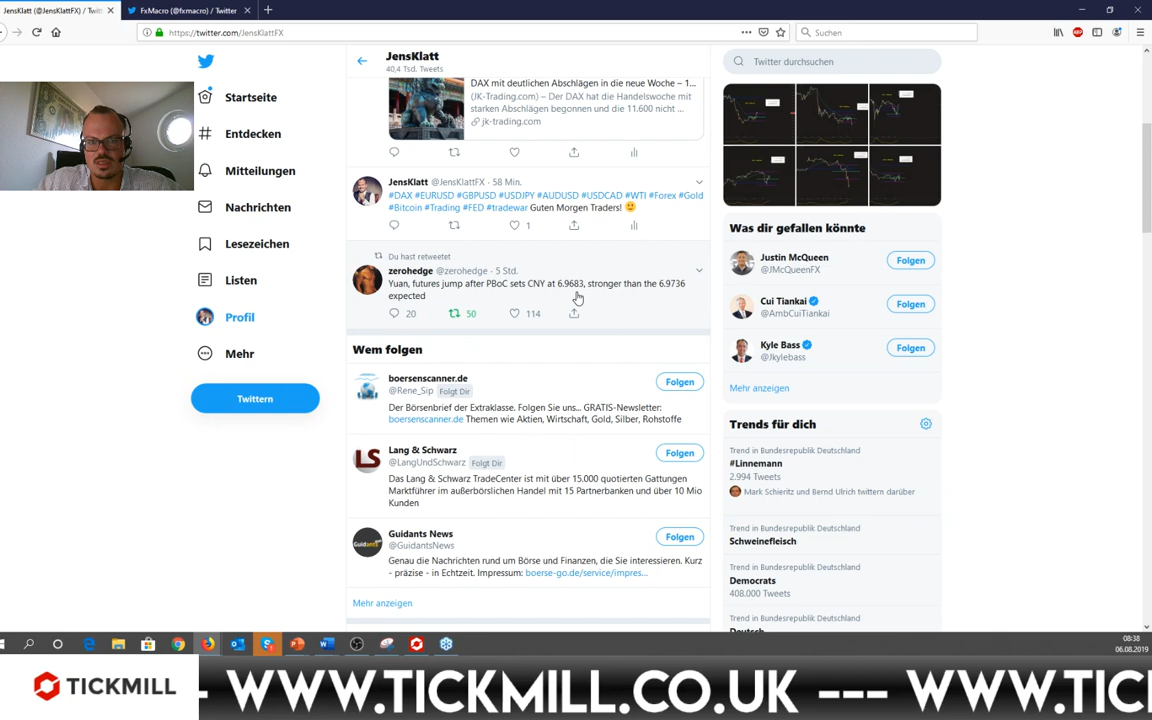 JensKlatt (@JensKlattFX) / Twitt
FxMacro (@fxmacro) / Twitter
https://twitter.com/JensKlattFX
Suchen
Startseite
Entdecken
Mitteilungen
Nachrichten
Lesezeichen
Listen
Profil
Mehr
Twittern
JensKlatt
40,4 Tsd. Tweets
DAX mit deutlichen Abschlägen in die neue Woche – 1...
(JK-Trading.com) – Der DAX hat die Handelswoche mit
starken Abschlägen begonnen und die 11.600 nicht ...
jk-trading.com
JensKlatt @JensKlattFX · 58 Min.
#DAX #EURUSD #GBPUSD #USDJPY #AUDUSD #USDCAD #WTI #Forex #Gold
#Bitcoin #Trading #FED #tradewar Guten Morgen Traders! 🙂
1
Du hast retweetet
zerohedge @zerohedge · 5 Std.
Yuan, futures jump after PBoC sets CNY at 6.9683, stronger than the 6.9736
expected
20 50 114
Wem folgen
boersenscanner.de
@Rene_Sip Folgt Dir
Folgen
Der Börsenbrief der Extraklasse. Folgen Sie uns... GRATIS-Newsletter:
boersenscanner.de Themen wie Aktien, Wirtschaft, Gold, Silber, Rohstoffe
Lang & Schwarz
@LangUndSchwarz Folgt Dir
Folgen
Das Lang & Schwarz TradeCenter ist mit über 15.000 quotierten Gattungen
Marktführer im außerbörslichen Handel mit 15 Partnerbanken und über 10 Mio
Kunden
Guidants News
@GuidantsNews
Folgen
Genau die Nachrichten rund um Börse und Finanzen, die Sie interessieren. Kurz
- präzise - in Echtzeit. Impressum: boerse-go.de/service/impres...
Mehr anzeigen
Twitter durchsuchen
Was dir gefallen könnte
Justin McQueen
@JMcQueenFX
Folgen
Cui Tiankai
@AmbCuiTiankai
Folgen
Kyle Bass
@Jkylebass
Folgen
Mehr anzeigen
Trends für dich
Trend in Bundesrepublik Deutschland
#Linnemann
2.994 Tweets
Mark Schieritz und Bernd Ulrich twittern darüber
Trend in Bundesrepublik Deutschland
Schweinefleisch
Trend in Bundesrepublik Deutschland
Democrats
408.000 Tweets
Trend in Bundesrepublik Deutschland
08:38
06.08.2019
TICKMILL
- WWW.TICKMILL.CO.UK --- WWW.TIC